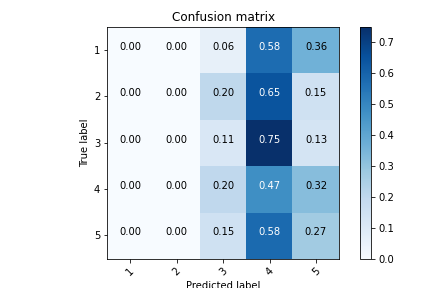 Confusion matrix
True label
1 0.00 0.00 0.06 0.58 0.36
2 0.00 0.00 0.20 0.65 0.15
3 0.00 0.00 0.11 0.75 0.13
4 0.00 0.00 0.20 0.47 0.32
5 0.00 0.00 0.15 0.58 0.27
1 2 3 4 5
Predicted label
0.7
0.6
0.5
0.4
0.3
0.2
0.1
0.0